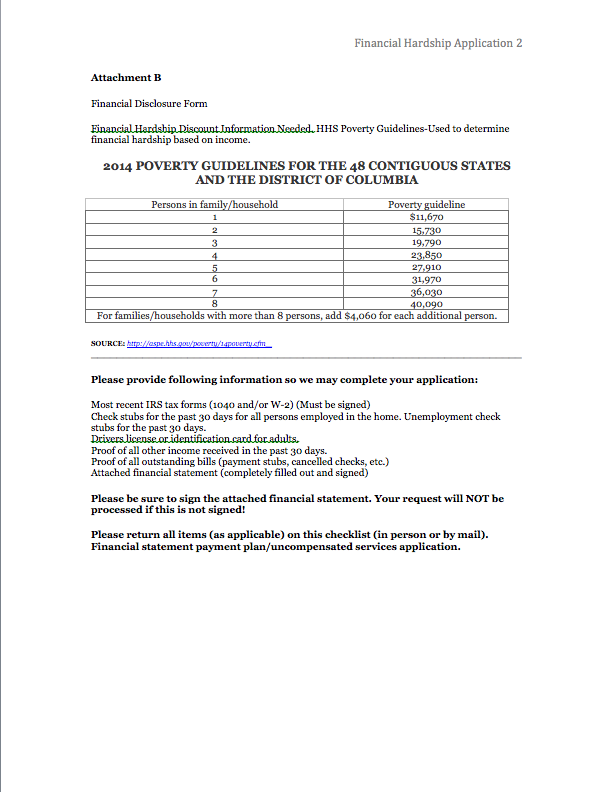 Financial Hardship Application 2
Attachment B
Financial Disclosure Form
Financial Hardship Discount Information Needed. HHS Poverty Guidelines-Used to determine
financial hardship based on income.
2014 POVERTY GUIDELINES FOR THE 48 CONTIGUOUS STATES
AND THE DISTRICT OF COLUMBIA
Persons in family/household Poverty guideline
1 $11,670
2 15,730
3 19,790
4 23,850
5 27,910
6 31,970
7 36,030
8 40,090
For families/households with more than 8 persons, add $4,060 for each additional person.
SOURCE: http://aspe.hhs.gov/poverty/14poverty.cfm
Please provide following information so we may complete your application:
Most recent IRS tax forms (1040 and/or W-2) (Must be signed)
Check stubs for the past 30 days for all persons employed in the home. Unemployment check
stubs for the past 30 days.
Drivers license or identification card for adults.
Proof of all other income received in the past 30 days.
Proof of all outstanding bills (payment stubs, cancelled checks, etc.)
Attached financial statement (completely filled out and signed)
Please be sure to sign the attached financial statement. Your request will NOT be
processed if this is not signed!
Please return all items (as applicable) on this checklist (in person or by mail).
Financial statement payment plan/uncompensated services application.